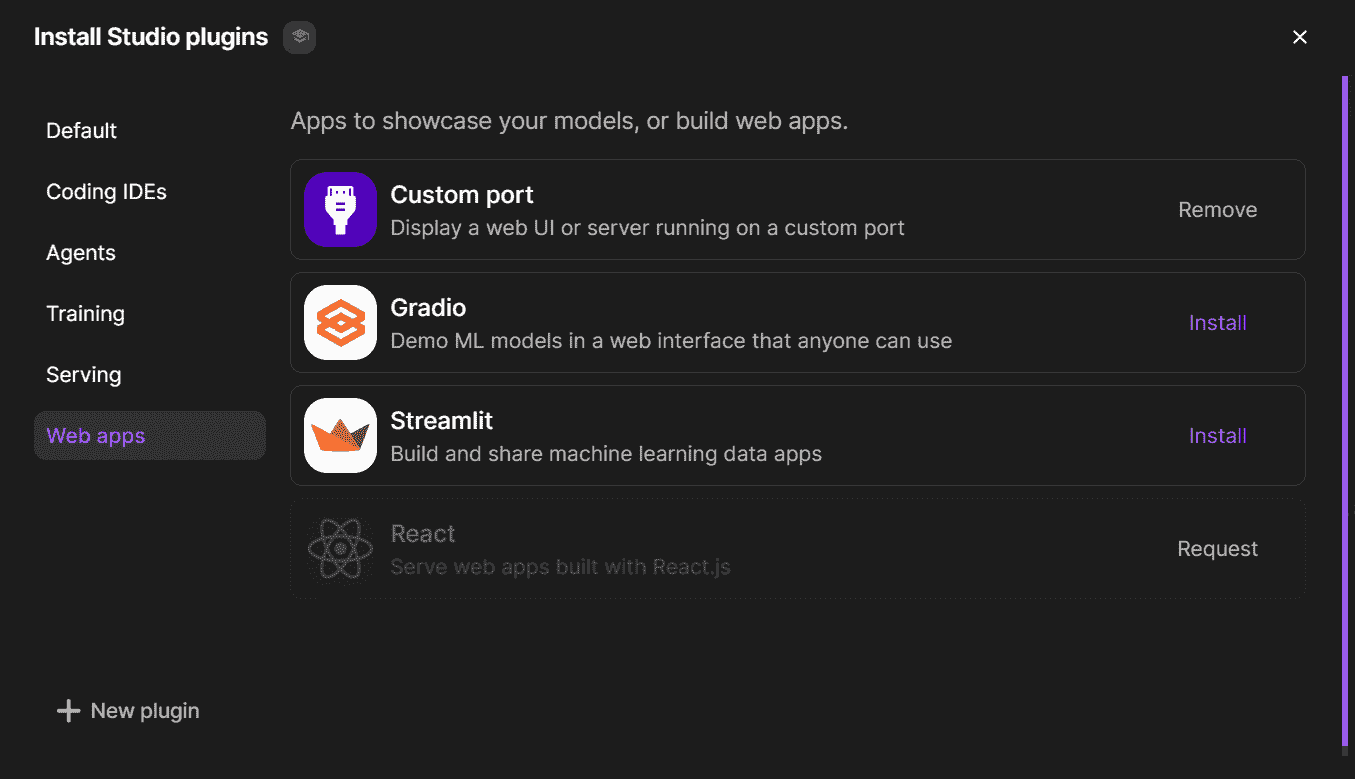 Install Studio plugins
Default
Coding IDEs
Agents
Training
Serving
Web apps
New plugin
Apps to showcase your models, or build web apps.
Custom port
Display a web UI or server running on a custom port
Remove
Gradio
Demo ML models in a web interface that anyone can use
Install
Streamlit
Build and share machine learning data apps
Install
React
Serve web apps built with React.js
Request